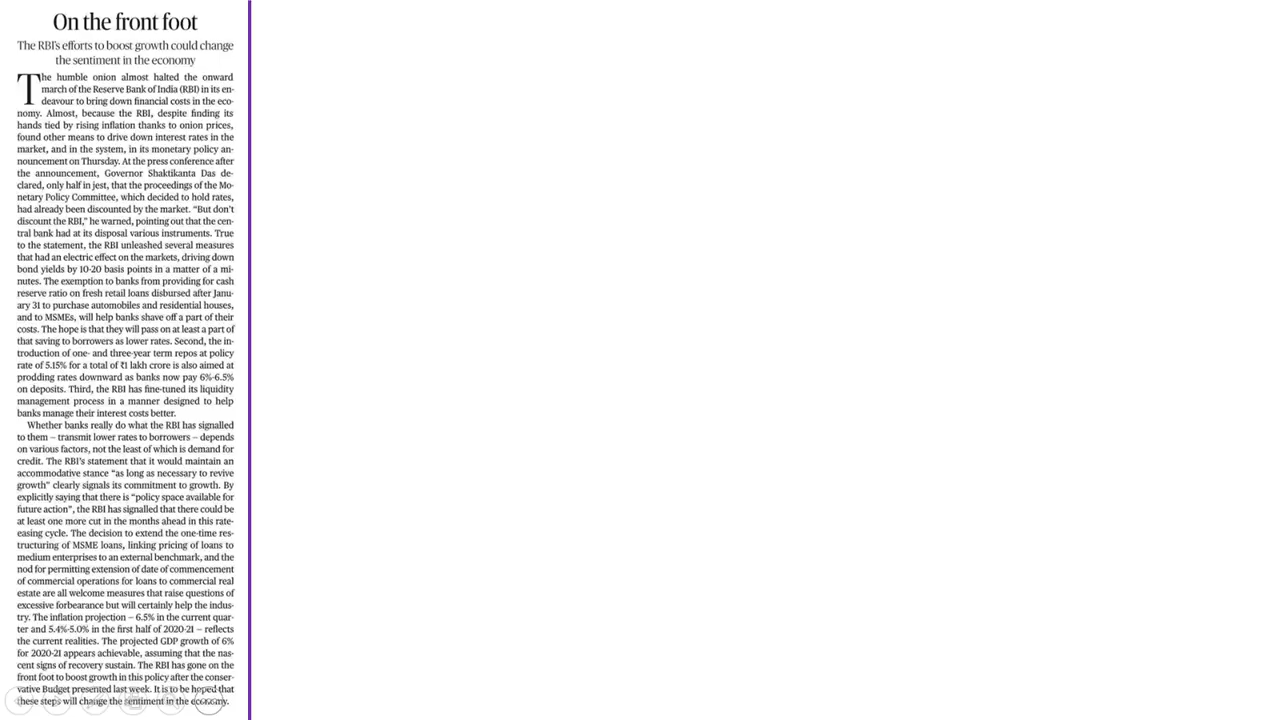 On the front foot
The RBI's efforts to boost growth could change
the sentiment in the economy
The humble onion almost halted the onward
march of the Reserve Bank of India (RBI) in its en-
deavour to bring down financial costs in the eco-
nomy. Almost, because the RBI, despite finding its
hands tied by rising inflation thanks to onion prices,
found other means to drive down interest rates in the
market, and in the system, in its monetary policy an-
nouncement on Thursday. At the press conference after
the announcement, Governor Shaktikanta Das de-
clared, only half in jest, that the proceedings of the Mo-
netary Policy Committee, which decided to hold rates,
had already been discounted by the market. “But don't
discount the RBI,” he warned, pointing out that the cen-
tral bank had at its disposal various instruments. True
to the statement, the RBI unleashed several measures
that had an electric effect on the markets, driving down
bond yields by 10-20 basis points in a matter of a mi-
nutes. The exemption to banks from providing for cash
reserve ratio on fresh retail loans disbursed after Janu-
ary 31 to purchase automobiles and residential houses,
and to MSMEs, will help banks shave off a part of their
costs. The hope is that they will pass on at least a part of
that saving to borrowers as lower rates. Second, the in-
troduction of one- and three-year term repos at policy
rate of 5.15% for a total of ₹1 lakh crore is also aimed at
prodding rates downward as banks now pay 6%-6.5%
on deposits. Third, the RBI has fine-tuned its liquidity
management process in a manner designed to help
banks manage their interest costs better.
Whether banks really do what the RBI has signalled
to them – transmit lower rates to borrowers – depends
on various factors, not the least of which is demand for
credit. The RBI's statement that it would maintain an
accommodative stance “as long as necessary to revive
growth” clearly signals its commitment to growth. By
explicitly saying that there is “policy space available for
future action”, the RBI has signalled that there could be
at least one more cut in the months ahead in this rate-
easing cycle. The decision to extend the one-time res-
tructuring of MSME loans, linking pricing of loans to
medium enterprises to an external benchmark, and the
nod for permitting extension of date of commencement
of commercial operations for loans to commercial real
estate are all welcome measures that raise questions of
excessive forbearance but will certainly help the indus-
try. The inflation projection – 6.5% in the current quar-
ter and 5.4%-5.0% in the first half of 2020-21 – reflects
the current realities. The projected GDP growth of 6%
for 2020-21 appears achievable, assuming that the nas-
cent signs of recovery sustain. The RBI has gone on the
front foot to boost growth in this policy after the conser-
vative Budget presented last week. It is to be hoped that
these steps will change the sentiment in the economy.